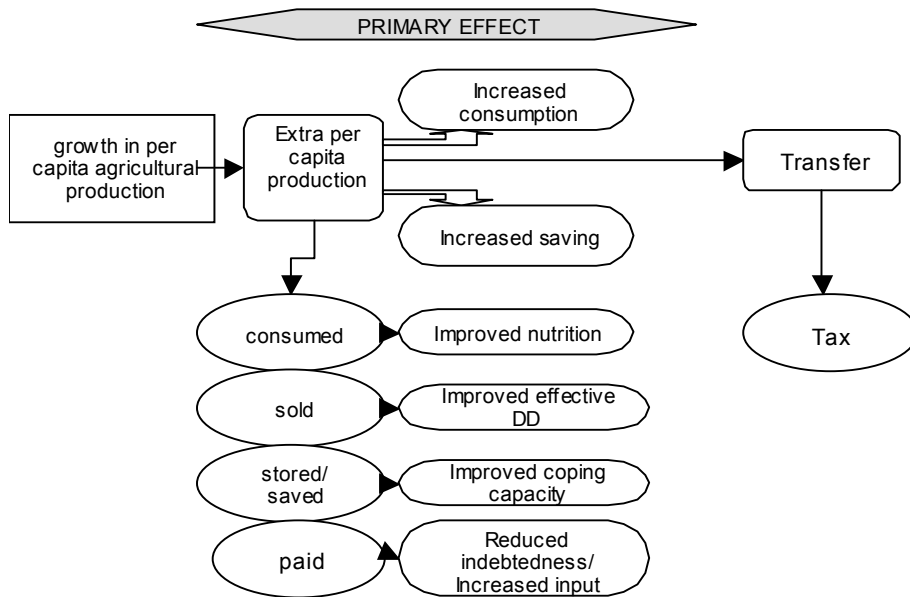 PRIMARY EFFECT
growth in per
capita agricultural
production
Extra per
capita
production
Increased
consumption
Increased saving
Transfer
Tax
consumed
Improved nutrition
sold
Improved effective
DD
stored/
saved
Improved coping
capacity
paid
Reduced
indebtedness/
Increased input